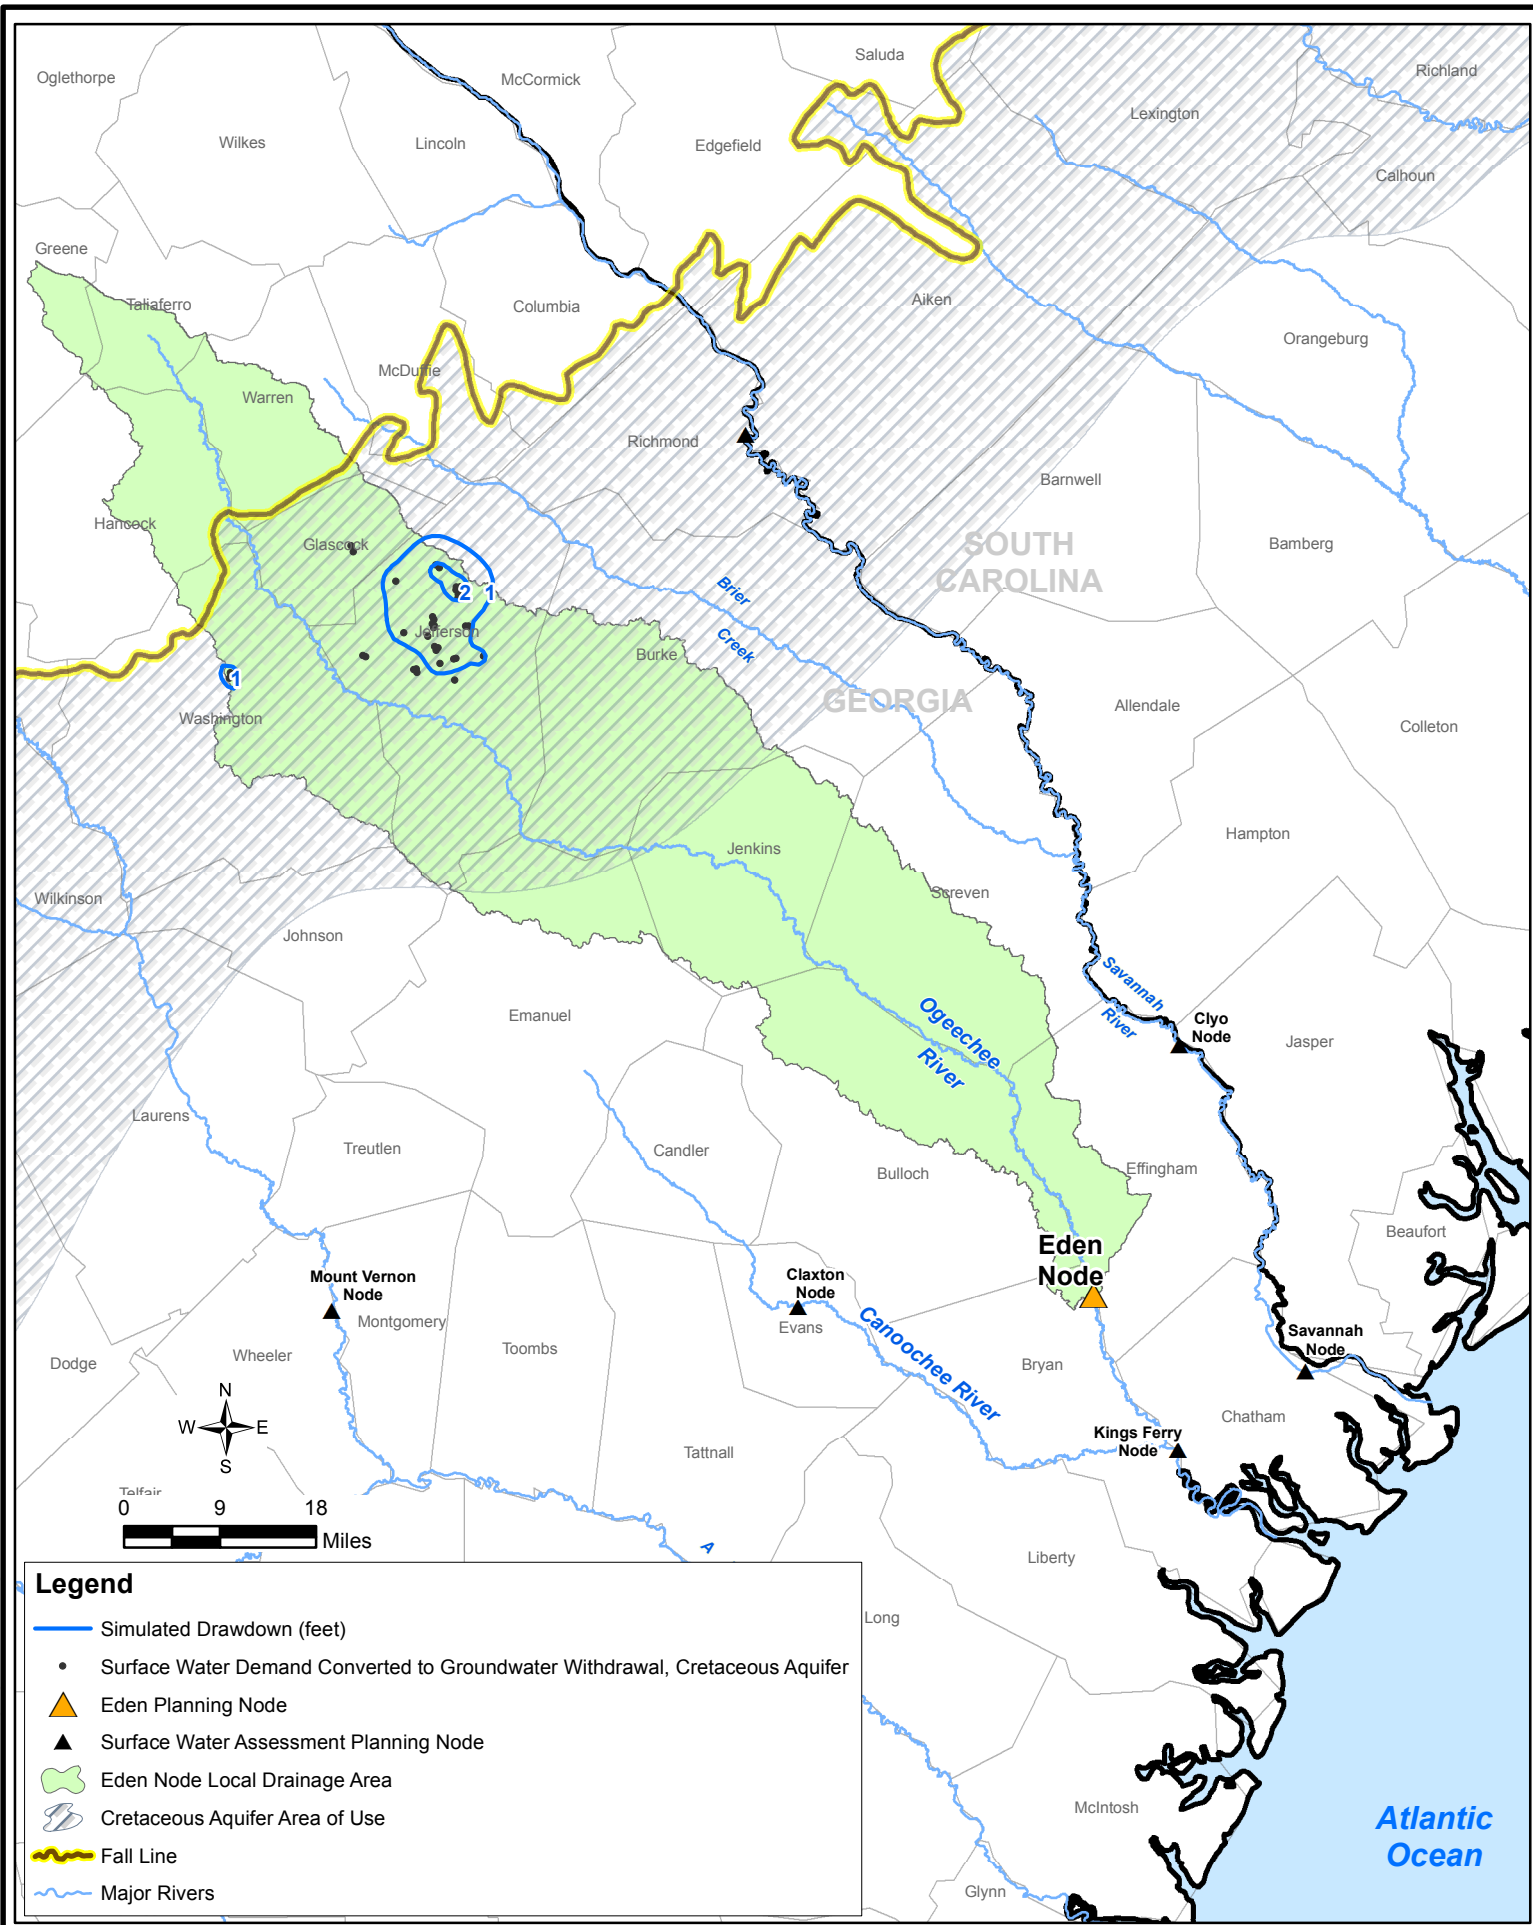 Saluda
Richland
Oglethorpe
McCormick
Lexington
Wilkes
Lincoln
Edgefield
Calhoun
Greene
Taliaferro
Columbia
Aiken
Orangeburg
McDuffie
Warren
Richmond
Barnwell
Hancock
Glascock
SOUTH
CAROLINA
Bamberg
2
1
Brier
Creek
Jefferson
Burke
1
GEORGIA
Allendale
Washington
Colleton
Hampton
Jenkins
Screven
Wilkinson
Johnson
Savannah
River
Emanuel
Ogeechee
River
Clyo
Node
Jasper
Laurens
Treutlen
Candler
Bulloch
Effingham
Beaufort
Eden
Node
Mount Vernon
Node
Claxton
Node
Evans
Montgomery
Canoochee River
Savannah
Node
Dodge
Wheeler
Toombs
Bryan
N
W
E
S
Chatham
Kings Ferry
Node
Tattnall
Telfair
0 9 18
Miles
A
Liberty
Long
McIntosh
Glynn
Atlantic
Ocean
Legend
Simulated Drawdown (feet)
Surface Water Demand Converted to Groundwater Withdrawal, Cretaceous Aquifer
Eden Planning Node
Surface Water Assessment Planning Node
Eden Node Local Drainage Area
Cretaceous Aquifer Area of Use
Fall Line
Major Rivers